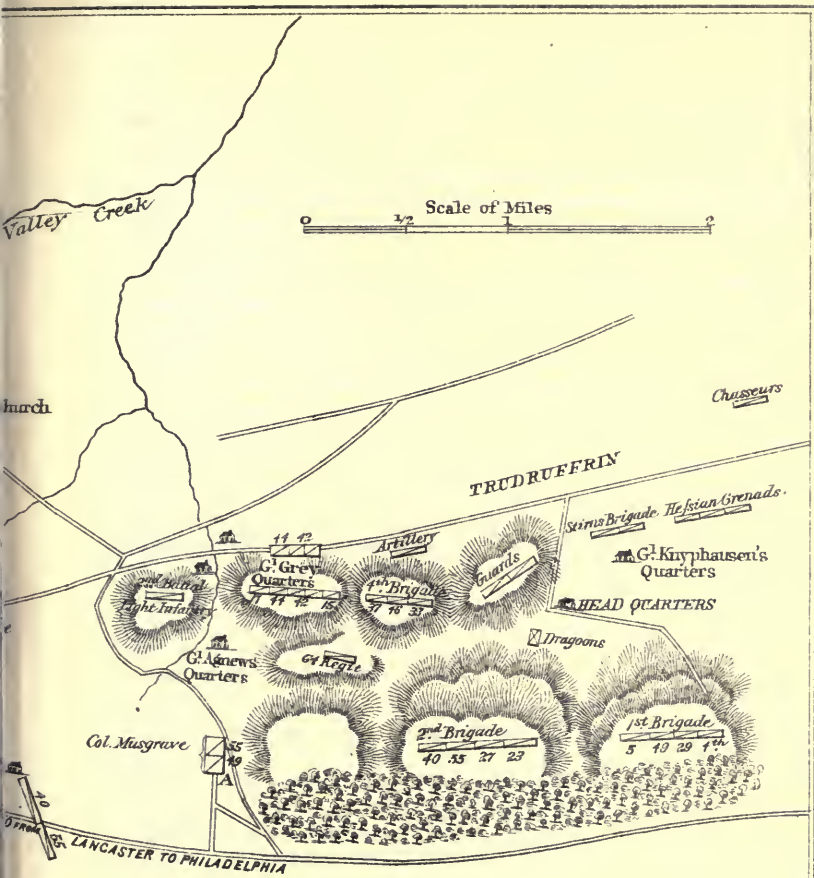 Valley Creek
Scale of Miles
0 1/2 1 2
hurch
Chasseurs
TRUDRUFFRIN
Stirns Brigade
Hessian Grenads.
Gl. Knyphausen's
Quarters
44 42
Artillery
Gl. Grey
Quarters
17 44 42 15
4th Brigade
37 46 33
Guards
2nd Battal
Light Infantry
HEAD QUARTERS
e
Gl. Agnews
Quarters
Dragoons
Col. Musgrave
55
49
A
2nd Brigade
40 55 27 23
1st Brigade
5 49 29 4th
40
55
LANCASTER TO PHILADELPHIA